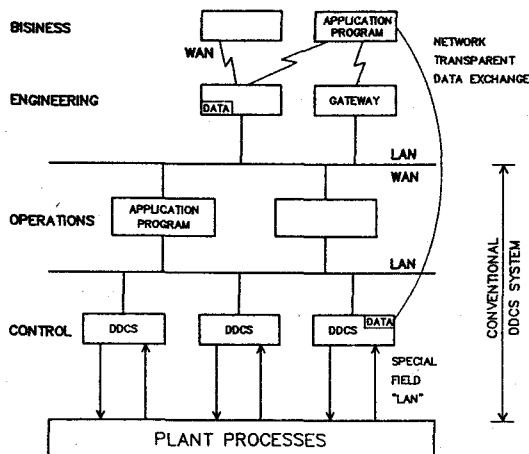 BISINESS
APPLICATION
PROGRAM
WAN
NETWORK
TRANSPARENT
DATA EXCHANGE
ENGINEERING
DATA
GATEWAY
LAN
WAN
OPERATIONS
APPLICATION
PROGRAM
LAN
CONTROL
DDCS
DDCS
DDCS
DATA
SPECIAL
FIELD
"LAN"
CONVENTIONAL
DDCS SYSTEM
PLANT PROCESSES